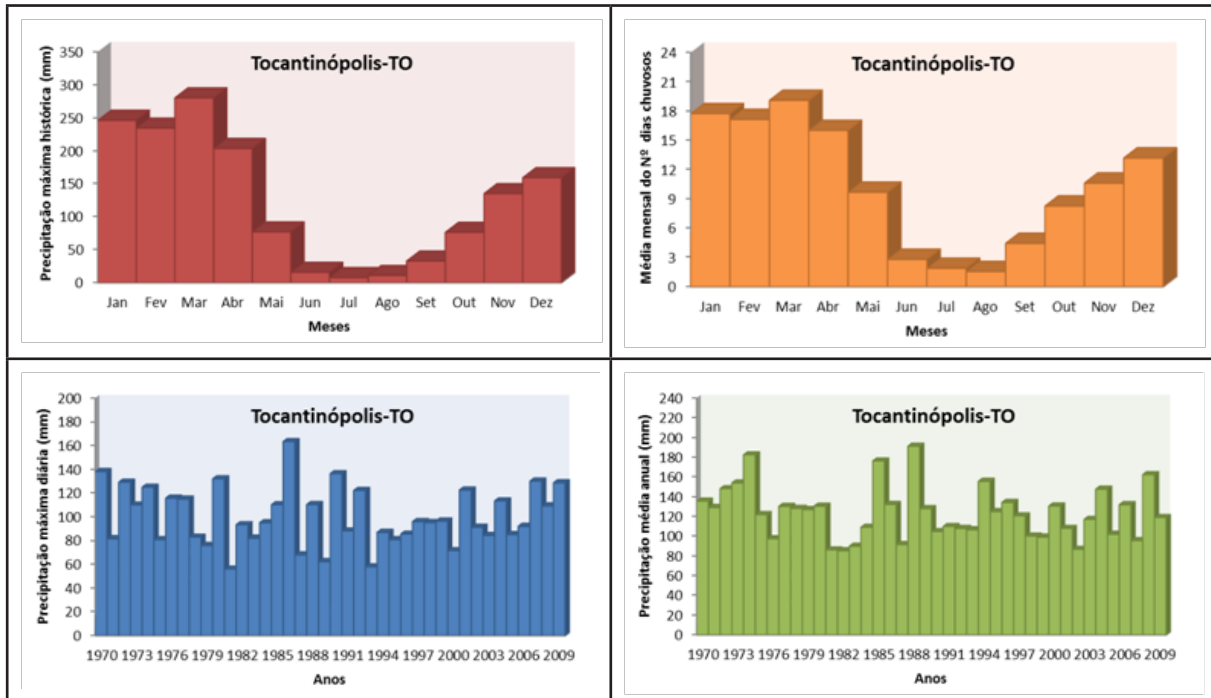 Tocantinópolis-TO
Precipitação máxima histórica (mm)
350
300
250
200
150
100
50
0
Jan Fev Mar Abr Mai Jun Jul Ago Set Out Nov Dez
Meses
Tocantinópolis-TO
Média mensal do Nº dias chuvosos
24
21
18
15
12
9
6
3
0
Jan Fev Mar Abr Mai Jun Jul Ago Set Out Nov Dez
Meses
Tocantinópolis-TO
Precipitação máxima diária (mm)
200
180
160
140
120
100
80
60
40
20
0
1970 1973 1976 1979 1982 1985 1988 1991 1994 1997 2000 2003 2006 2009
Anos
Tocantinópolis-TO
Precipitação média anual (mm)
240
220
200
180
160
140
120
100
80
60
40
20
0
1970 1973 1976 1979 1982 1985 1988 1991 1994 1997 2000 2003 2006 2009
Anos